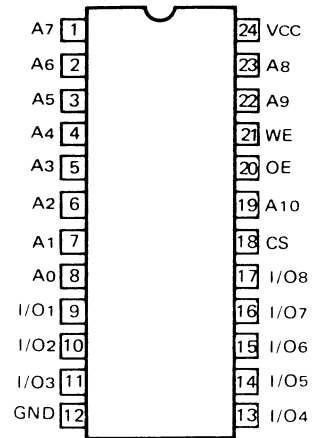 A7 1 24 VCC
A6 2 23 A8
A5 3 22 A9
A4 4 21 WE
A3 5 20 OE
A2 6 19 A10
A1 7 18 CS
A0 8 17 I/O8
I/O1 9 16 I/O7
I/O2 10 15 I/O6
I/O3 11 14 I/O5
GND 12 13 I/O4